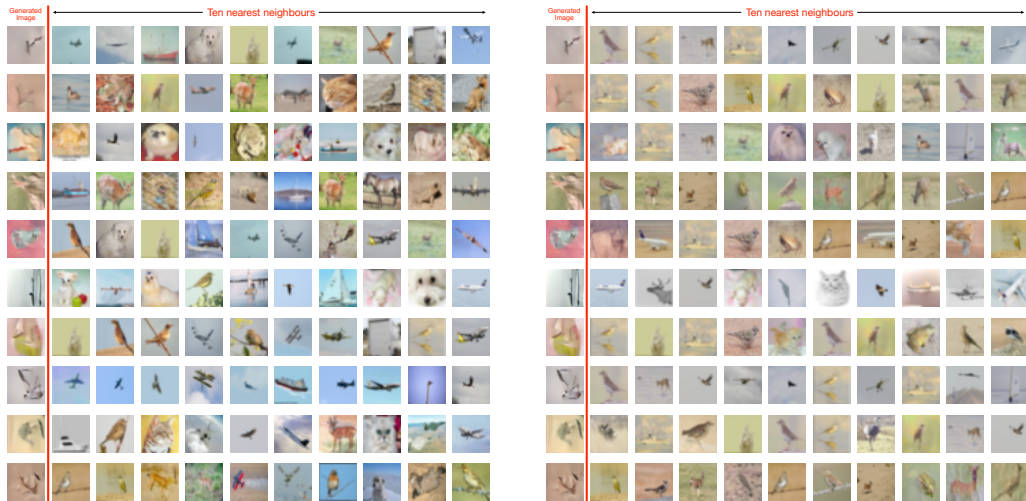 Generated
Image
Ten nearest neighbours
Generated
Image
Ten nearest neighbours